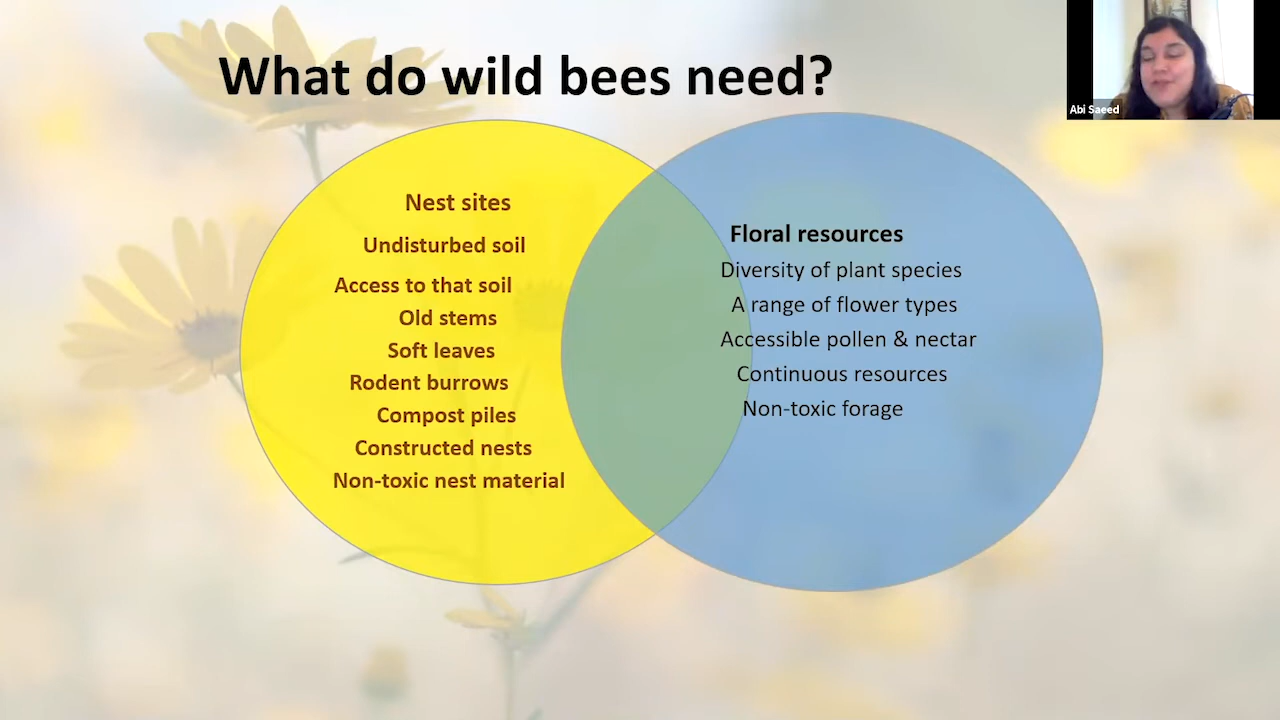 What do wild bees need?
Abi Saeed
Nest sites
Undisturbed soil
Access to that soil
Old stems
Soft leaves
Rodent burrows
Compost piles
Constructed nests
Non-toxic nest material
Floral resources
Diversity of plant species
A range of flower types
Accessible pollen & nectar
Continuous resources
Non-toxic forage